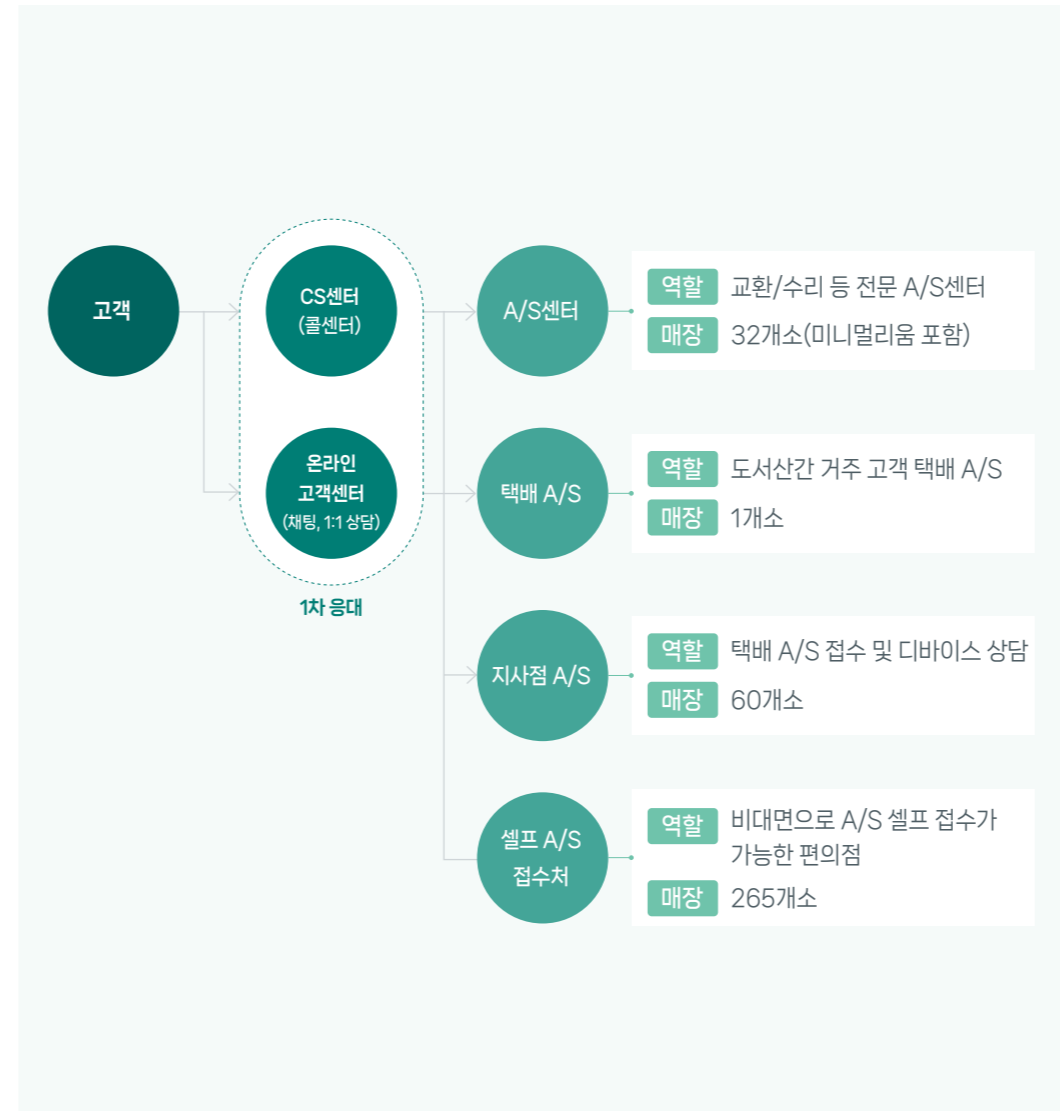 고객
CS센터
(콜센터)
온라인
고객센터
(채팅, 1:1 상담)
1차 응대
A/S센터
역할 교환/수리 등 전문 A/S센터
매장 32개소(미니멀리움 포함)
택배 A/S
역할 도서산간 거주 고객 택배 A/S
매장 1개소
지사점 A/S
역할 택배 A/S 접수 및 디바이스 상담
매장 60개소
셀프 A/S
접수처
역할 비대면으로 A/S 셀프 접수가
가능한 편의점
매장 265개소